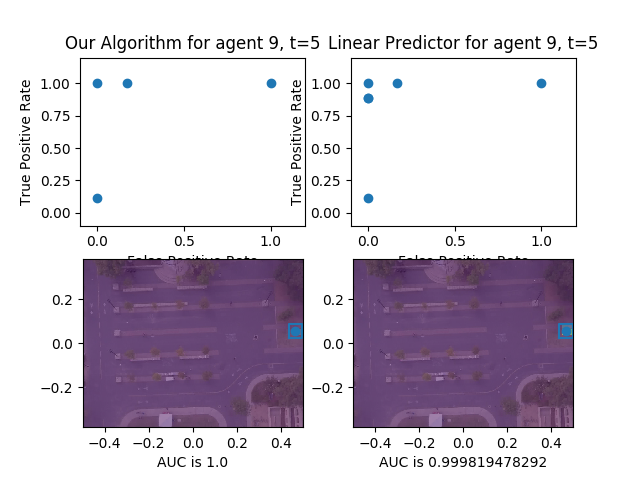 Our Algorithm for agent 9, t=5
Linear Predictor for agent 9, t=5
True Positive Rate
1.00
0.75
0.50
0.25
0.00
0.0 0.5 1.0
False Positive Rate
True Positive Rate
1.00
0.75
0.50
0.25
0.00
0.0 0.5 1.0
False Positive Rate
0.2
0.0
−0.2
−0.4 −0.2 0.0 0.2 0.4
AUC is 1.0
0.2
0.0
−0.2
−0.4 −0.2 0.0 0.2 0.4
AUC is 0.999819478292